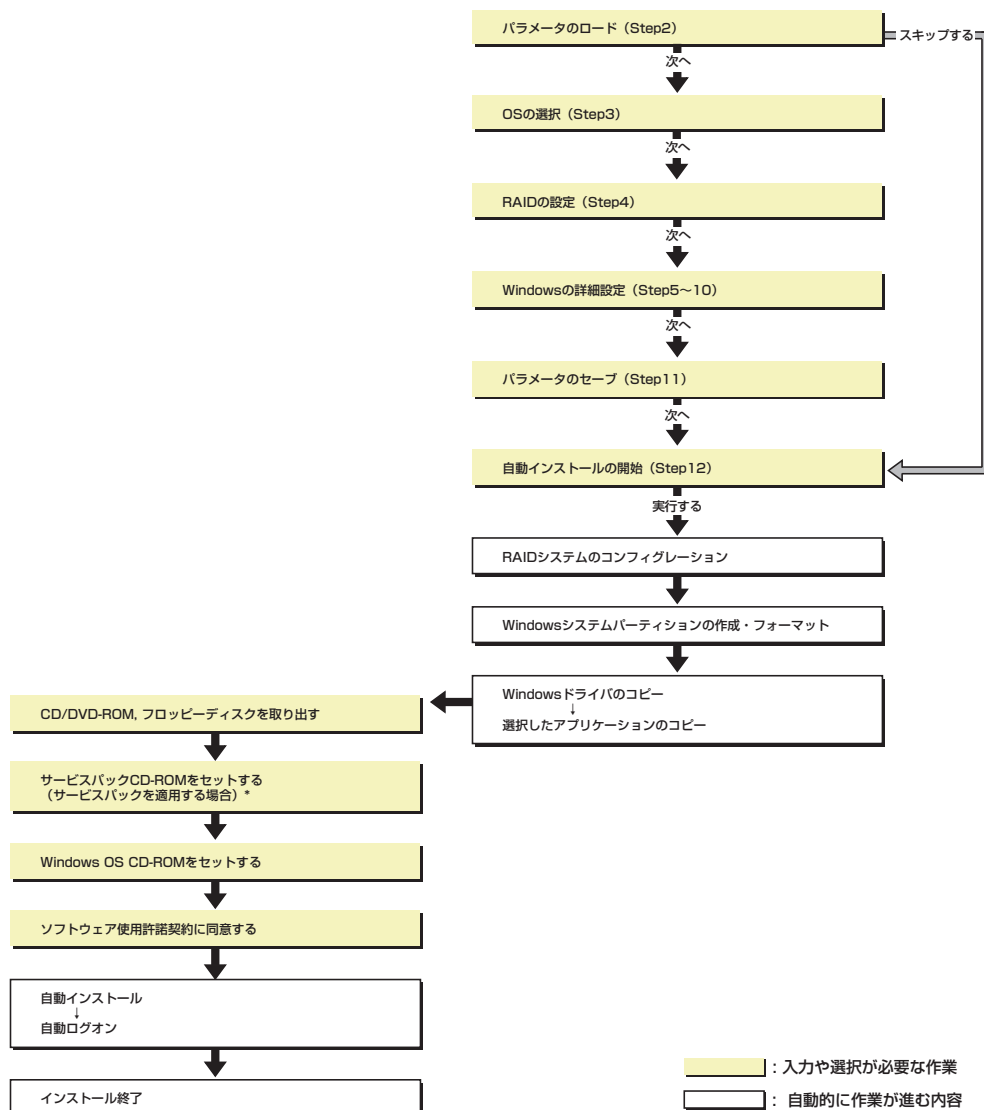 パラメータのロード（Step2）
スキップする
次へ
OSの選択（Step3）
次へ
RAIDの設定（Step4）
次へ
Windowsの詳細設定（Step5～10）
次へ
パラメータのセーブ（Step11）
次へ
自動インストールの開始（Step12）
実行する
RAIDシステムのコンフィグレーション
Windowsシステムパーティションの作成・フォーマット
Windowsドライバのコピー
↓
選択したアプリケーションのコピー
CD/DVD-ROM, フロッピーディスクを取り出す
サービスパックCD-ROMをセットする
（サービスパックを適用する場合）*
Windows OS CD-ROMをセットする
ソフトウェア使用許諾契約に同意する
自動インストール
↓
自動ログオン
インストール終了
：入力や選択が必要な作業
： 自動的に作業が進む内容